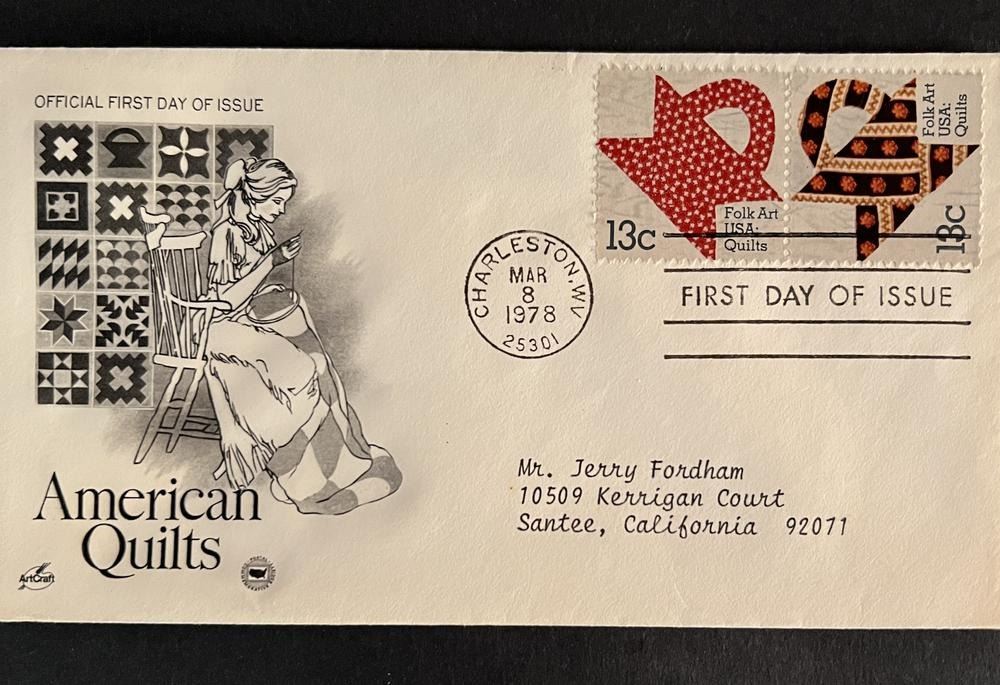 OFFICIAL FIRST DAY OF ISSUE
American
Quilts
ArtCraft
13c
Folk Art
USA:
Quilts
Folk Art
USA:
Quilts
13c
CHARLESTON, WV
MAR
8
1978
25301
FIRST DAY OF ISSUE
Mr. Jerry Fordham
10509 Kerrigan Court
Santee, California 92071